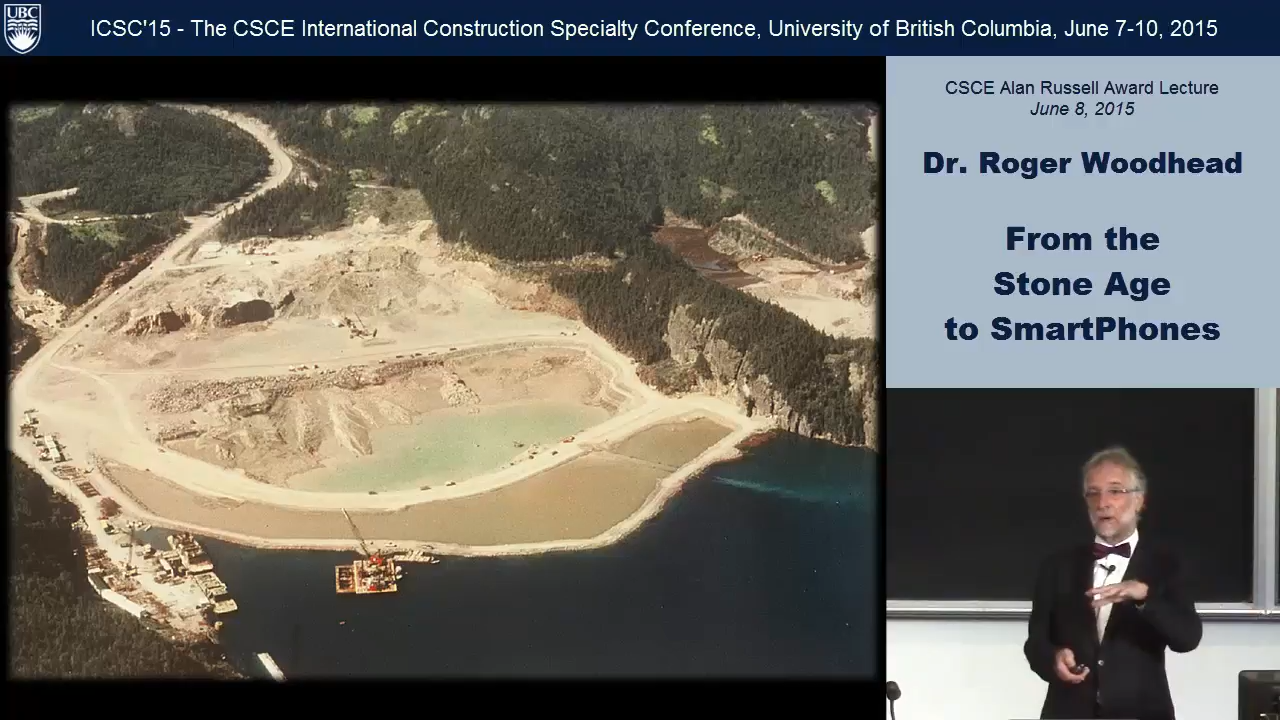 UBC
ICSC'15 - The CSCE International Construction Specialty Conference, University of British Columbia, June 7-10, 2015
CSCE Alan Russell Award Lecture
June 8, 2015
Dr. Roger Woodhead
From the
Stone Age
to SmartPhones